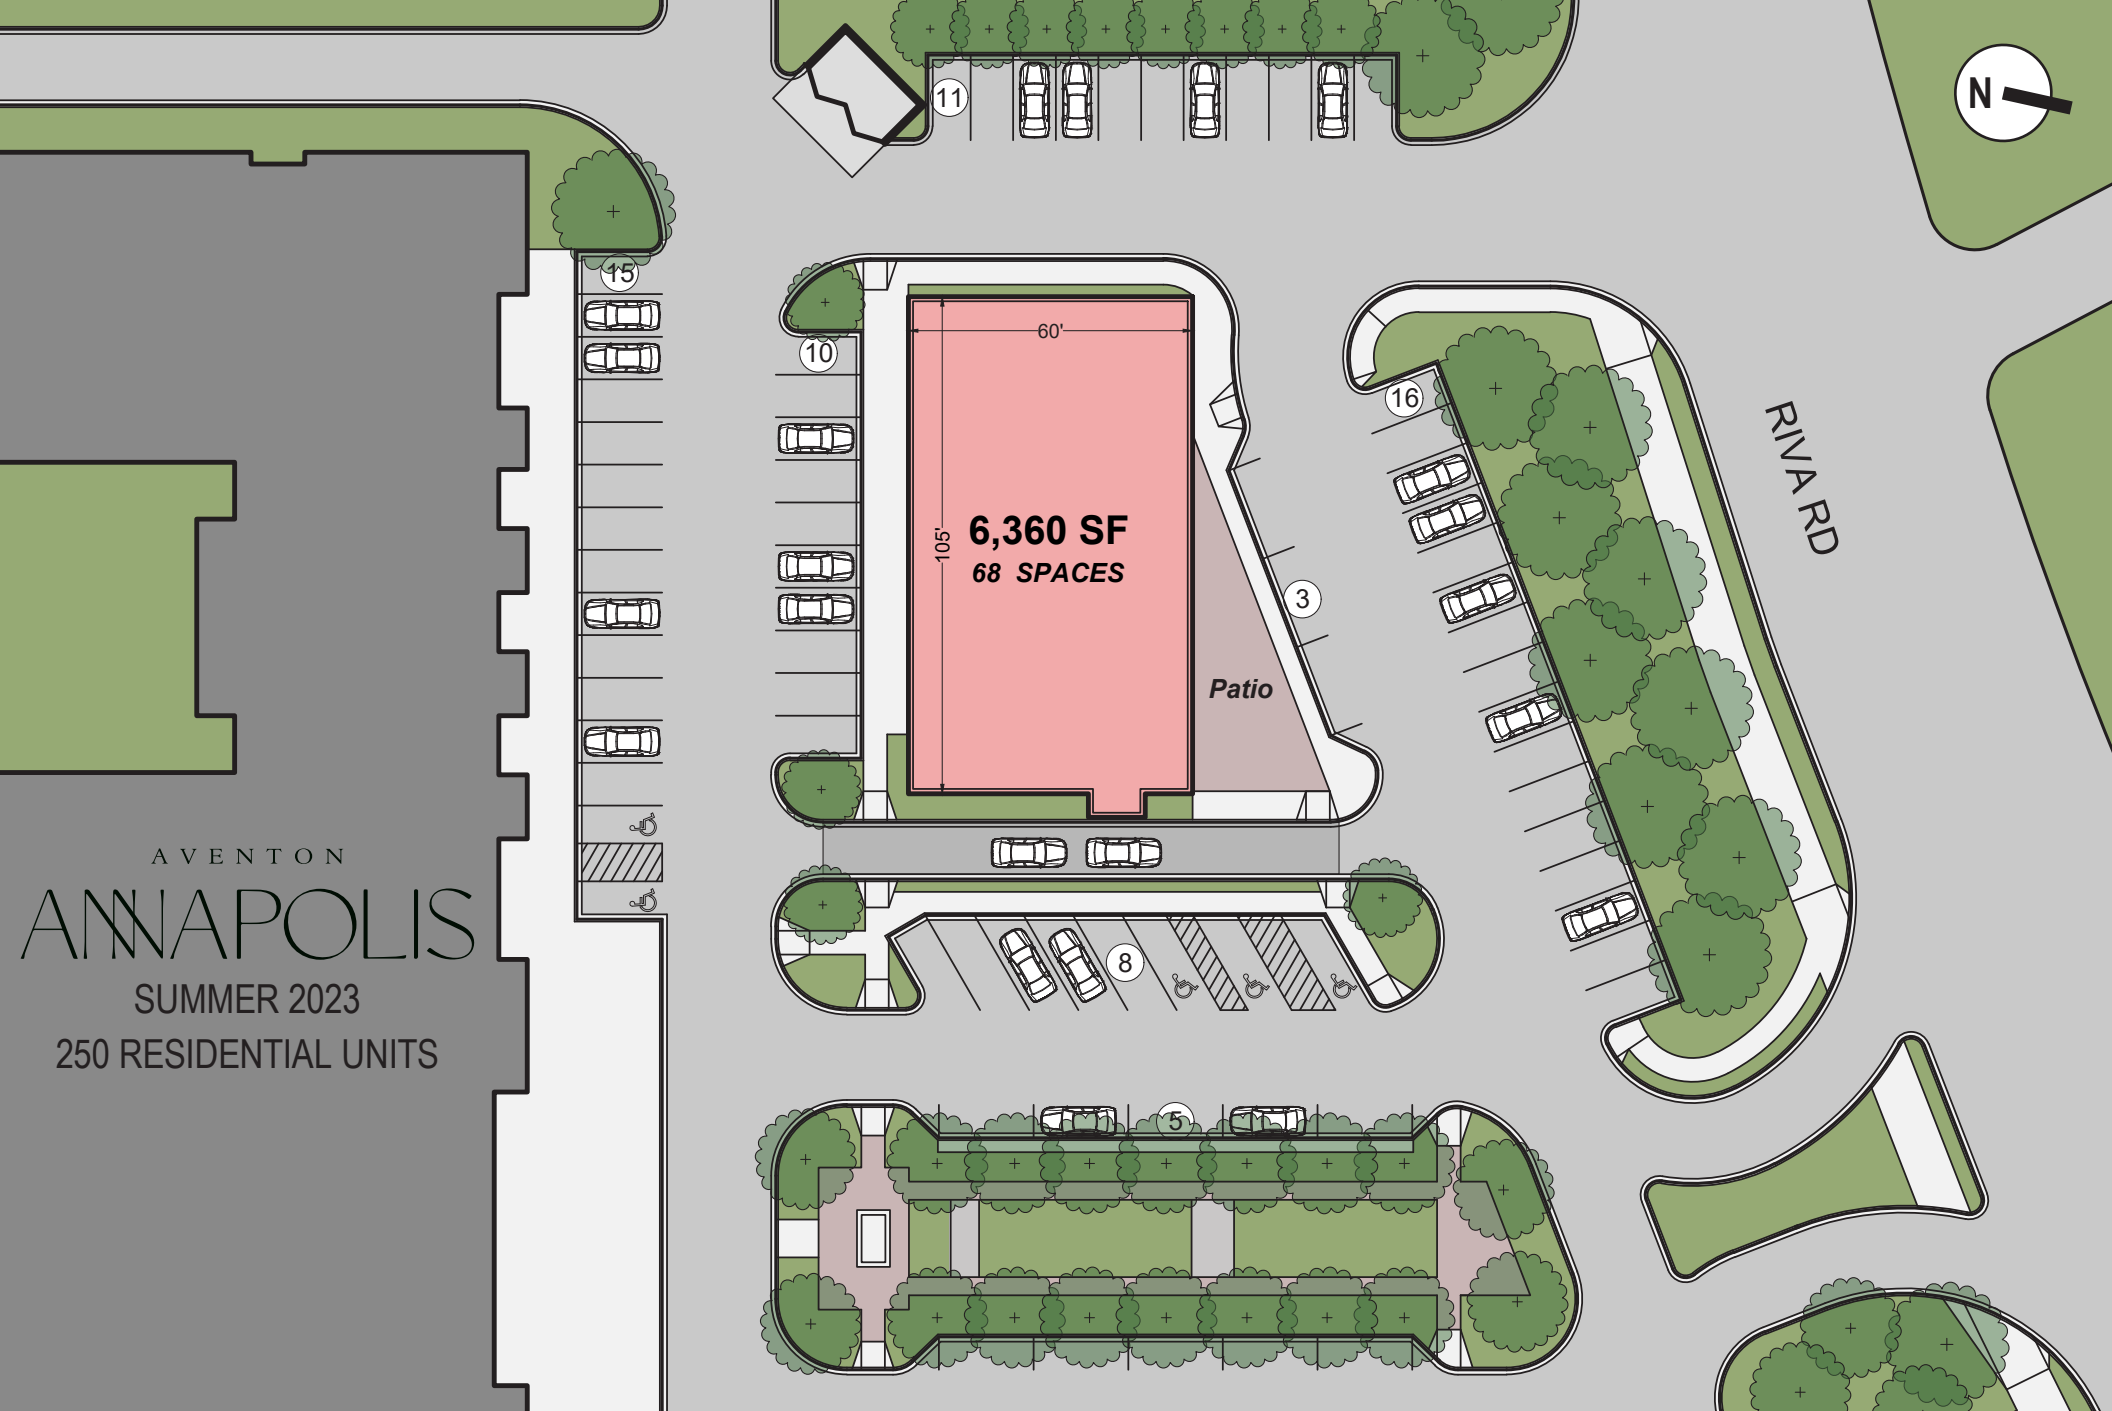 N
11
15
60'
10
16
RIVA RD
105'
6,360 SF
68 SPACES
3
Patio
AVENTON
ANNAPOLIS
SUMMER 2023
250 RESIDENTIAL UNITS
8
5